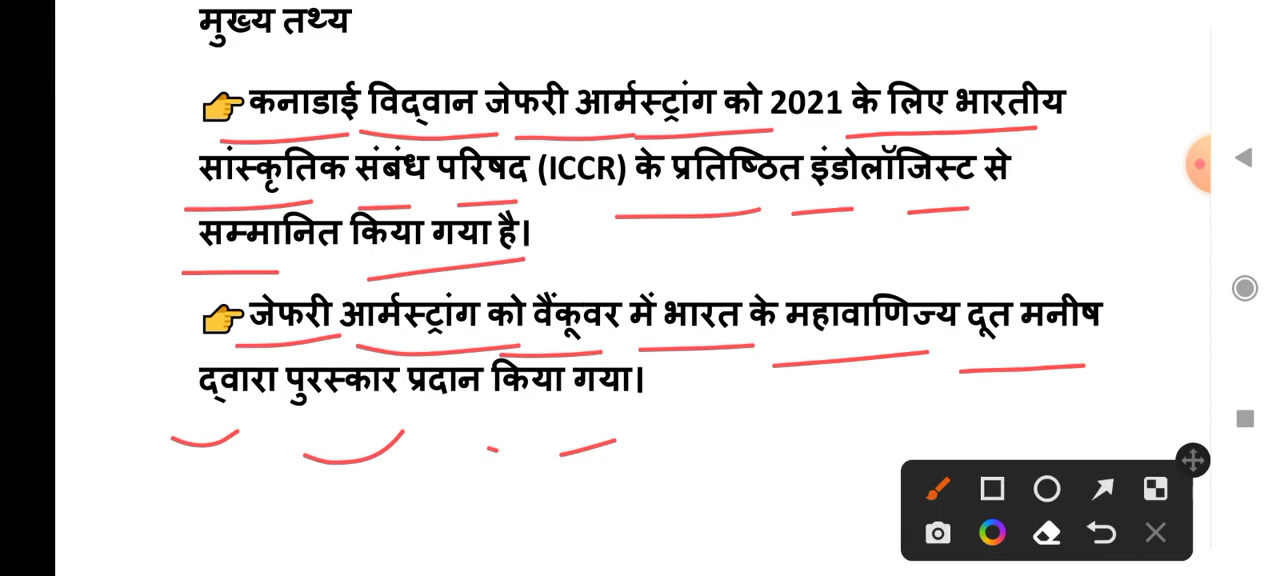 मुख्य तथ्य
👉कनाडाई विद्वान जेफरी आर्मस्ट्रांग को 2021 के लिए भारतीय
सांस्कृतिक संबंध परिषद (ICCR) के प्रतिष्ठित इंडोलॉजिस्ट से
सम्मानित किया गया है।
👉जेफरी आर्मस्ट्रांग को वैंकूवर में भारत के महावाणिज्य दूत मनीष
द्वारा पुरस्कार प्रदान किया गया।